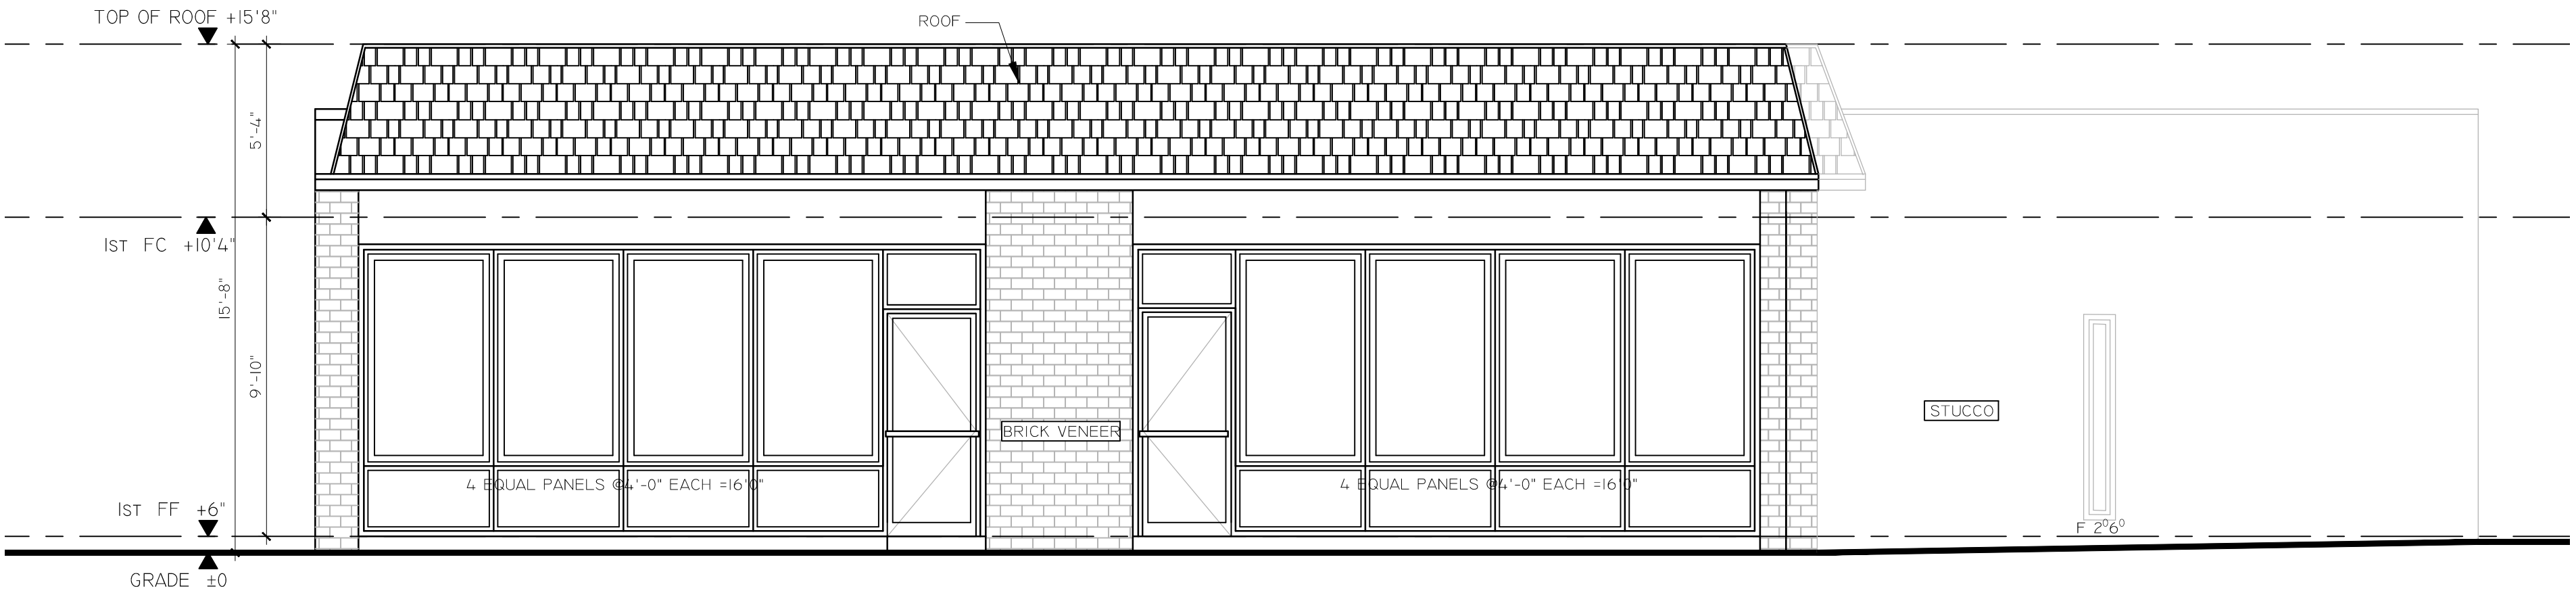 TOP OF ROOF +15'8"
ROOF
5'-4"
1ST FC +10'4"
15'-8"
9'-10"
BRICK VENEER
STUCCO
4 EQUAL PANELS @4'-0" EACH =16'0"
4 EQUAL PANELS @4'-0" EACH =16'0"
1ST FF +6"
F 2⁰6⁰
GRADE ±0